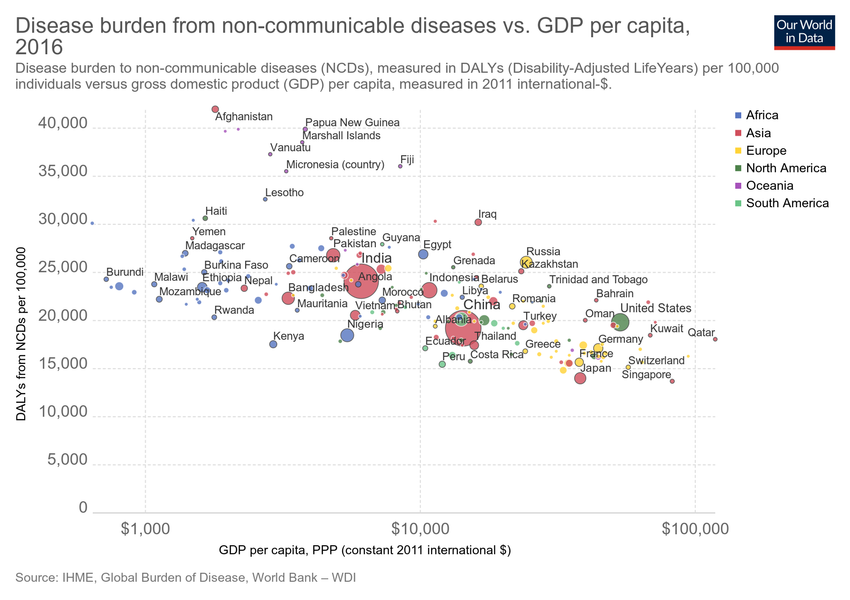 Disease burden from non-communicable diseases vs. GDP per capita,
2016
Our World
in Data
Disease burden to non-communicable diseases (NCDs), measured in DALYs (Disability-Adjusted LifeYears) per 100,000
individuals versus gross domestic product (GDP) per capita, measured in 2011 international-$.
Africa
Asia
Europe
North America
Oceania
South America
DALYs from NCDs per 100,000
40,000
35,000
30,000
25,000
20,000
15,000
10,000
5,000
0
Afghanistan
Papua New Guinea
Marshall Islands
Vanuatu
Fiji
Micronesia (country)
Lesotho
Haiti
Iraq
Yemen
Palestine
Guyana
Madagascar
Pakistan
Egypt
Russia
Cameroon
India
Grenada
Kazakhstan
Burundi
Malawi
Burkina Faso
Ethiopia
Nepal
Angola
Indonesia
Belarus
Trinidad and Tobago
Mozambique
Bangladesh
Morocco
Libya
Bahrain
Mauritania
Vietnam
Bhutan
China
Romania
United States
Rwanda
Nigeria
Albania
Turkey
Oman
Kenya
Ecuador
Thailand
Greece
Germany
Kuwait
Qatar
Peru
Costa Rica
France
Switzerland
Japan
Singapore
$1,000
$10,000
$100,000
GDP per capita, PPP (constant 2011 international $)
Source: IHME, Global Burden of Disease, World Bank – WDI